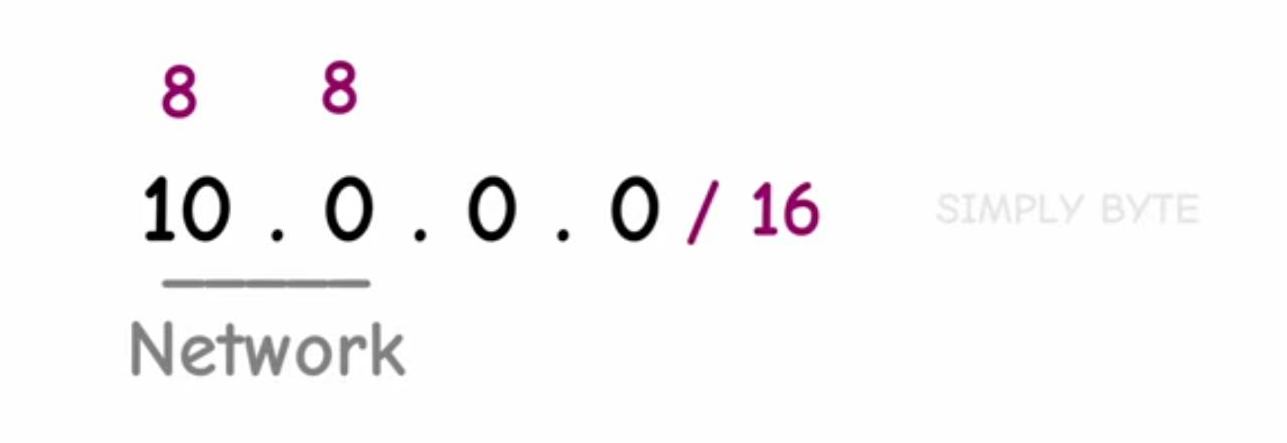 8 8
10 . 0 . 0 . 0 / 16
SIMPLY BYTE
Network